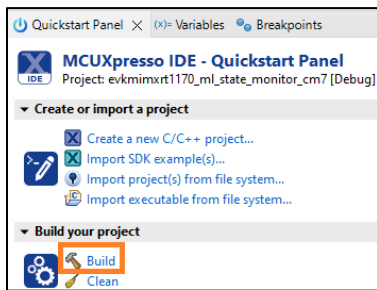 Quickstart Panel (x)= Variables Breakpoints
MCUXpresso IDE - Quickstart Panel
IDE Project: evkmimxrt1170_ml_state_monitor_cm7 [Debug]
Create or import a project
Create a new C/C++ project...
Import SDK example(s)...
Import project(s) from file system...
Import executable from file system...
Build your project
Build
Clean